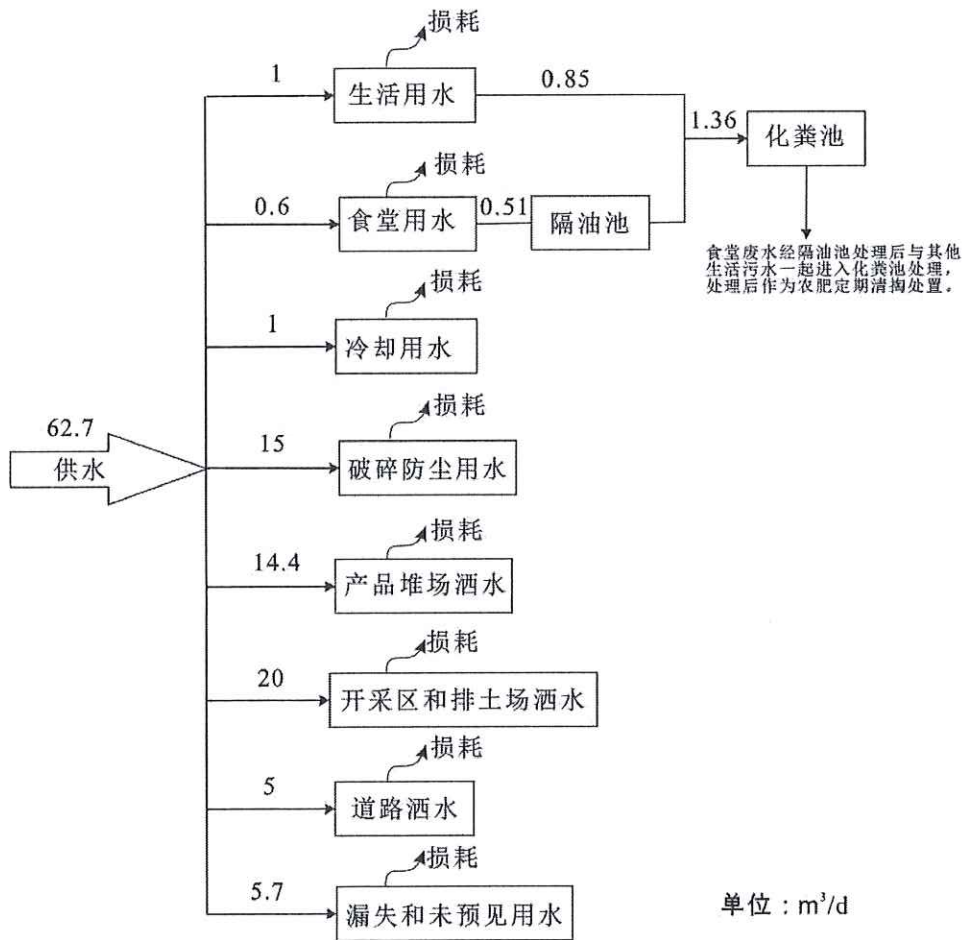 损耗
1
生活用水
0.85
1.36
化粪池
损耗
0.6
食堂用水
0.51
隔油池
食堂废水经隔油池处理后与其他
生活污水一起进入化粪池处理,
处理后作为农肥定期清掏处置。
损耗
1
冷却用水
62.7
供水
损耗
15
破碎防尘用水
损耗
14.4
产品堆场洒水
损耗
20
开采区和排土场洒水
损耗
5
道路洒水
损耗
5.7
漏失和未预见用水
单位:m³/d